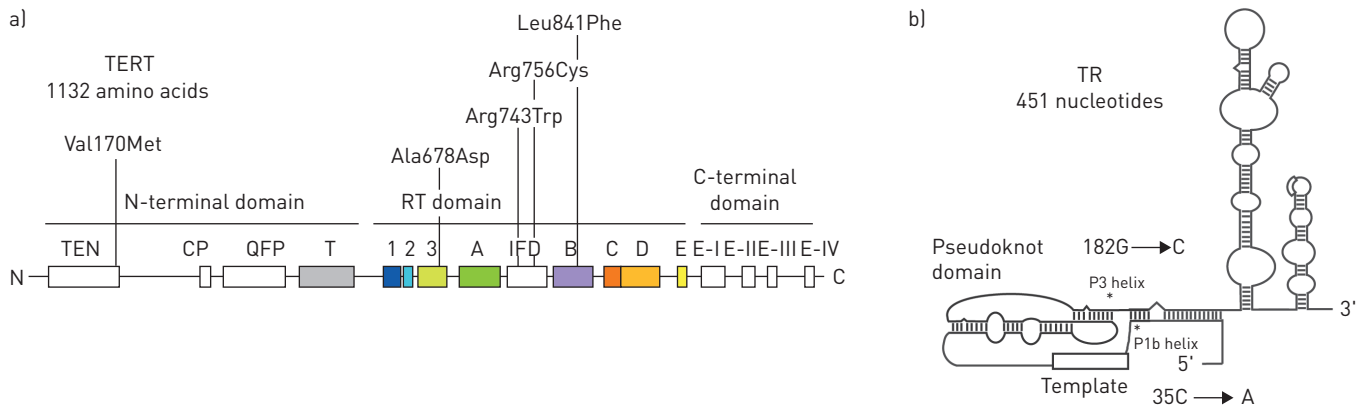 a)
TERT
1132 amino acids
Val170Met
Leu841Phe
Arg756Cys
Arg743Trp
Ala678Asp
N-terminal domain
RT domain
C-terminal
domain
TEN CP QFP T 1 2 3 A IFD B C D E E-I E-II E-III E-IV
N C
b)
TR
451 nucleotides
Pseudoknot
domain
182G C
P3 helix
*
*
P1b helix
3'
5'
Template
35C A